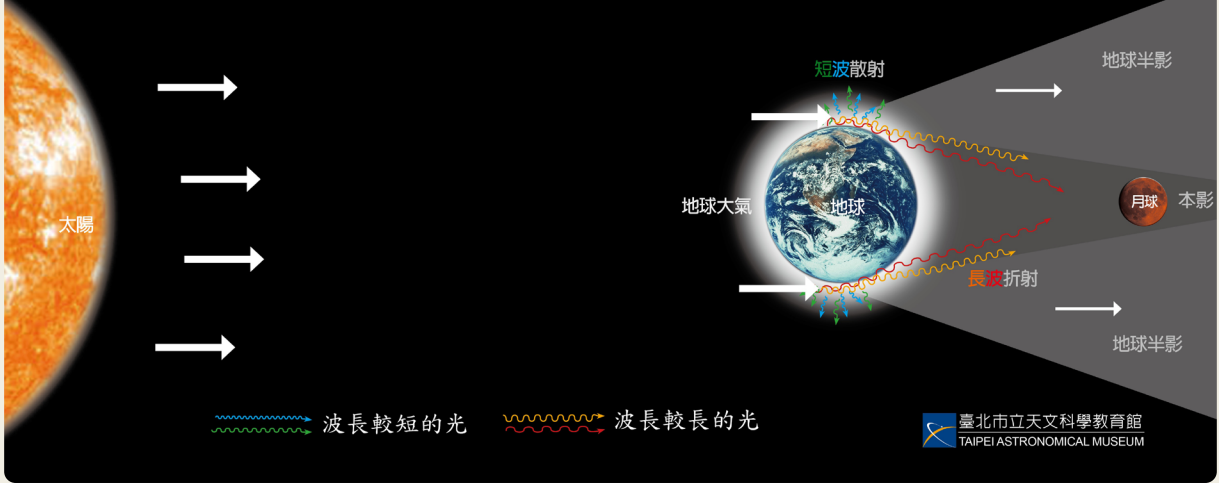 短波散射
地球半影
太陽
地球大氣
地球
月球
本影
長波折射
地球半影
波長較短的光
波長較長的光
臺北市立天文科學教育館
TAIPEI ASTRONOMICAL MUSEUM